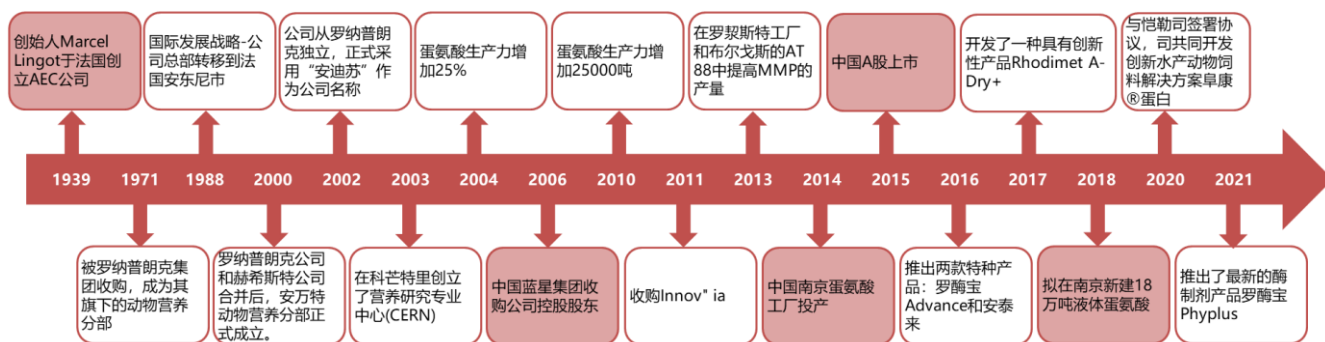 创始人Marcel
Lingot于法国创
立AEC公司
国际发展战略-公
司总部转移到法
国安东尼市
公司从罗纳普朗
克独立，正式采
用“安迪苏”作
为公司名称
蛋氨酸生产力增
加25%
蛋氨酸生产力增
加25000吨
在罗契斯特工厂
和布尔戈斯的AT
88中提高MMP的
产量
中国A股上市
开发了一种具有创新
性产品Rhodimet A-
Dry+
与恺勒司签署协
议，司共同开发
创新水产动物饲
料解决方案阜康
®蛋白
1939 1971 1988 2000 2002 2003 2004 2006 2010 2011 2013 2014 2015 2016 2017 2018 2020 2021
被罗纳普朗克集
团收购，成为其
旗下的动物营养
分部
罗纳普朗克公司
和赫希斯特公司
合并后，安万特
动物营养分部正
式成立。
在科芒特里创立
了营养研究专业
中心(CERN)
中国蓝星集团收
购公司控股股东
收购Innov" ia
中国南京蛋氨酸
工厂投产
推出两款特种产
品：罗酶宝
Advance和安泰
来
拟在南京新建18
万吨液体蛋氨酸
推出了最新的酶
制剂产品罗酶宝
Phyplus